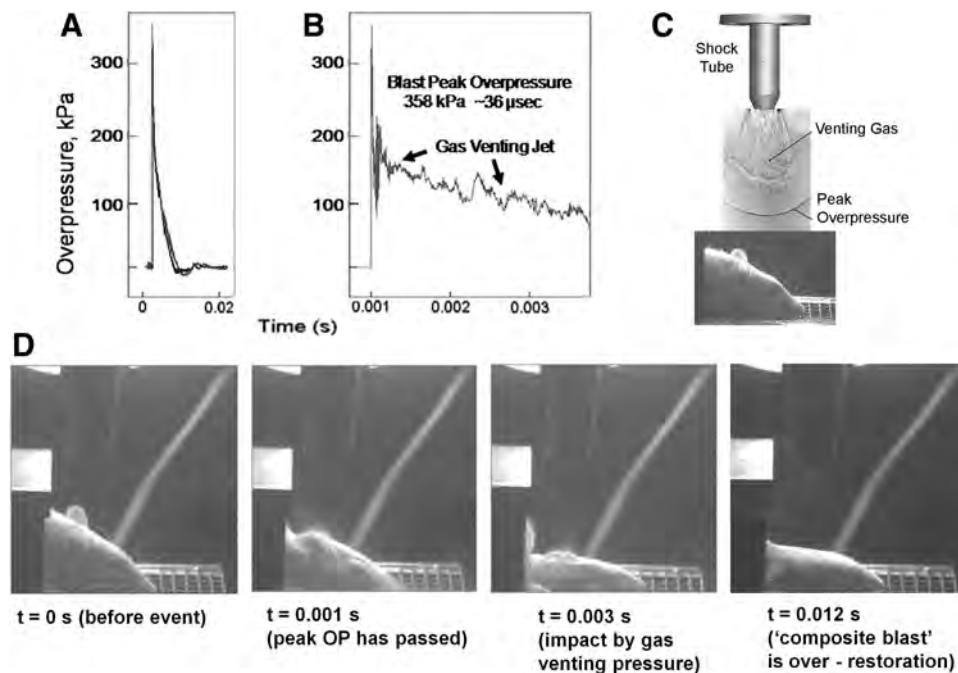 A
B
C
Shock
Tube
Venting Gas
Peak
Overpressure
Overpressure, kPa
300
200
100
0
0.02
300
200
100
Blast Peak Overpressure
358 kPa ~36 µsec
Gas Venting Jet
0.001
0.002
0.003
Time (s)
D
t = 0 s (before event)
t = 0.001 s
(peak OP has passed)
t = 0.003 s
(impact by gas
venting pressure)
t = 0.012 s
('composite blast'
is over - restoration)